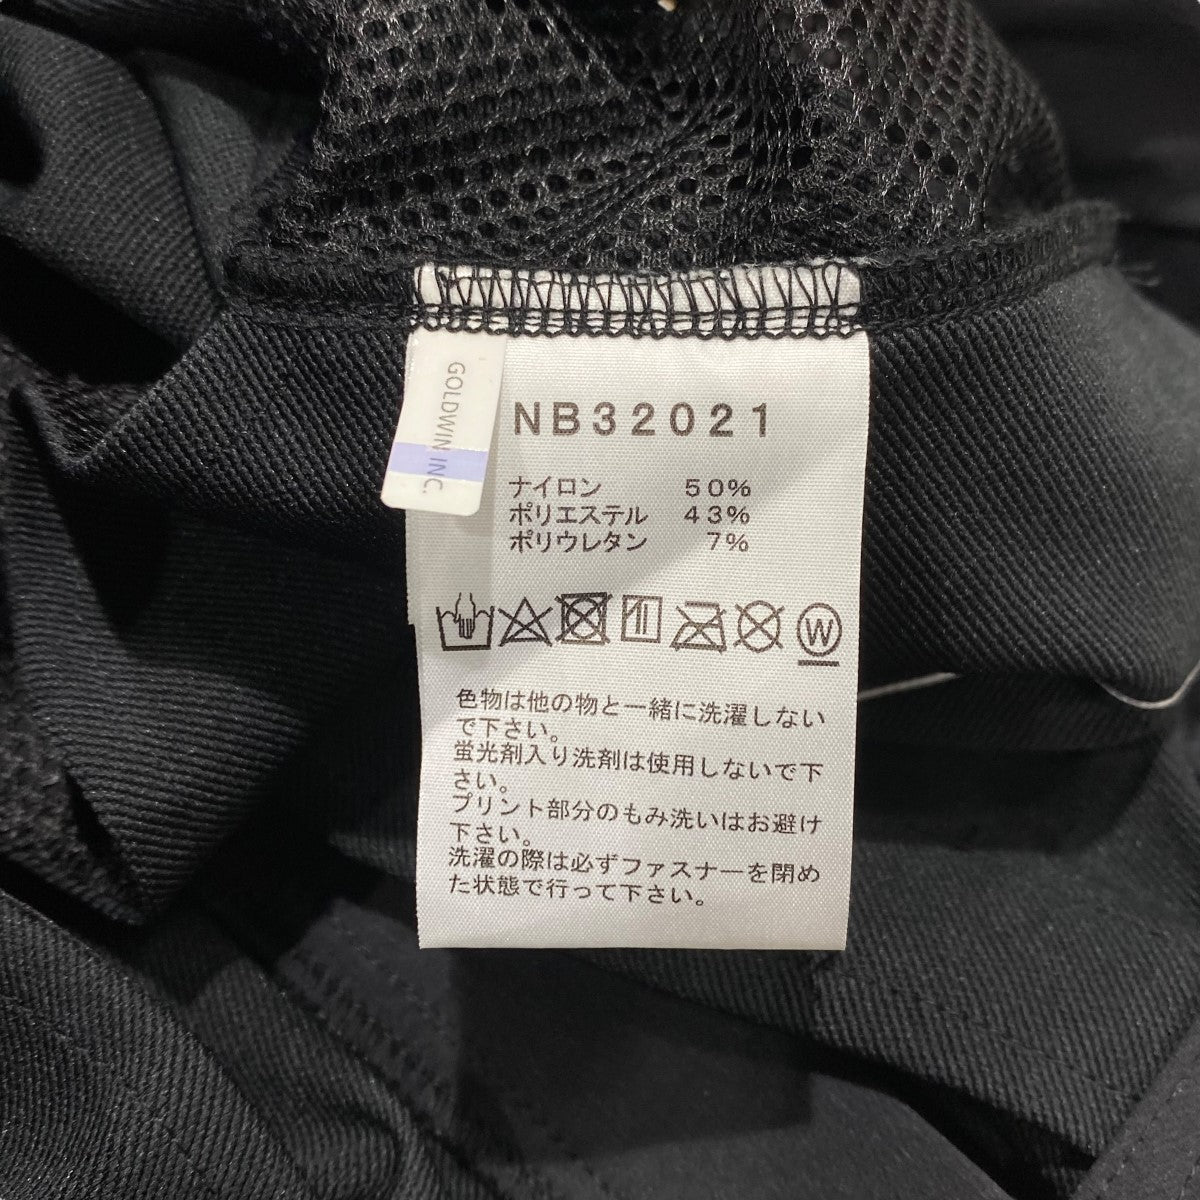 GOLDWIN INC.
NB32021
ナイロン 50%
ポリエステル 43%
ポリウレタン 7%
W
色物は他の物と一緒に洗濯しない
で下さい。
蛍光剤入り洗剤は使用しないで下
さい。
プリント部分のもみ洗いはお避け
下さい。
洗濯の際は必ずファスナーを閉め
た状態で行って下さい。